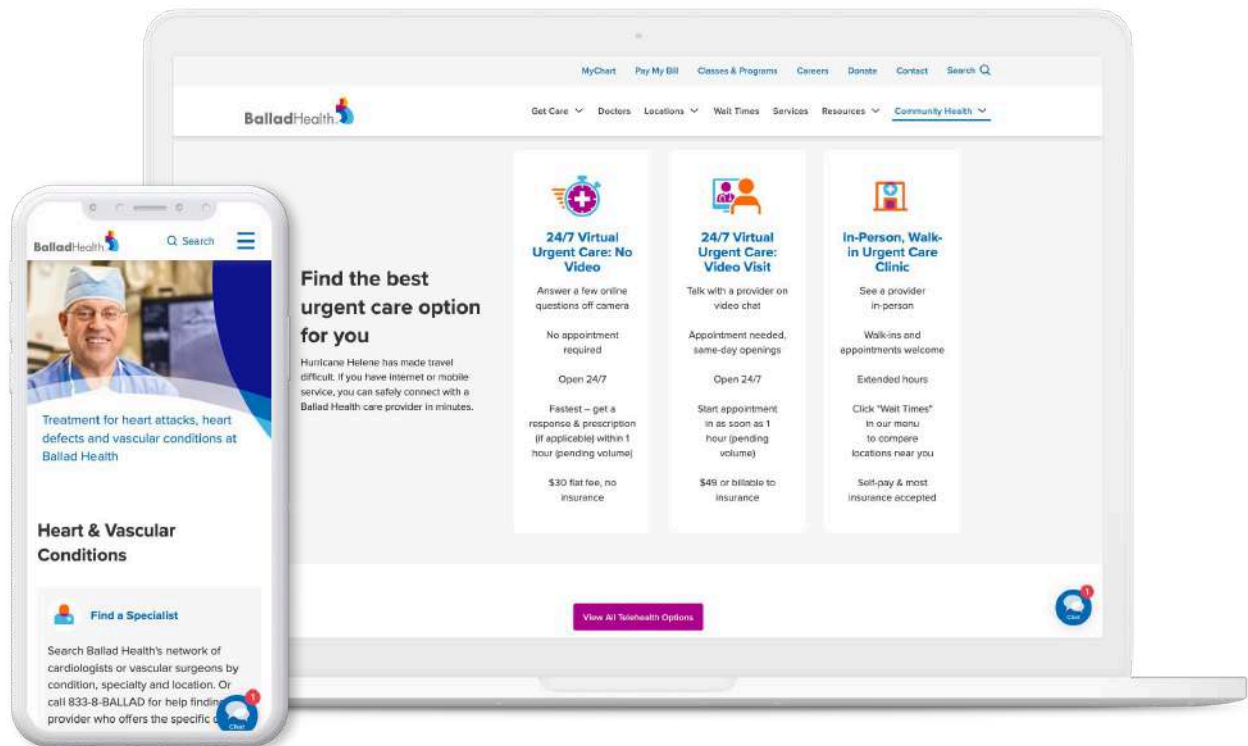 MyChart Pay My Bill Classes & Programs Careers Donate Contact Search
BalladHealth.
Get Care Doctors Locations Wait Times Services Resources Community Health
Find the best
urgent care option
for you
Hurricane Helene has made travel
difficult. If you have internet or mobile
service, you can safely connect with a
Ballad Health care provider in minutes.
24/7 Virtual
Urgent Care: No
Video
Answer a few online
questions off camera
No appointment
required
Open 24/7
Fastest – get a
response & prescription
(if applicable) within 1
hour (pending volume)
$30 flat fee, no
insurance
24/7 Virtual
Urgent Care:
Video Visit
Talk with a provider on
video chat
Appointment needed,
same-day openings
Open 24/7
Start appointment
in as soon as 1
hour (pending
volume)
$49 or billable to
insurance
In-Person, Walk-
in Urgent Care
Clinic
See a provider
in-person
Walk-ins and
appointments welcome
Extended hours
Click "Wait Times"
in our menu
to compare
locations near you
Self-pay & most
insurance accepted
View All Telehealth Options
1
Chat
BalladHealth.
Search
Treatment for heart attacks, heart
defects and vascular conditions at
Ballad Health
Heart & Vascular
Conditions
Find a Specialist
Search Ballad Health's network of
cardiologists or vascular surgeons by
condition, specialty and location. Or
call 833-8-BALLAD for help finding
provider who offers the specific
1
Chat